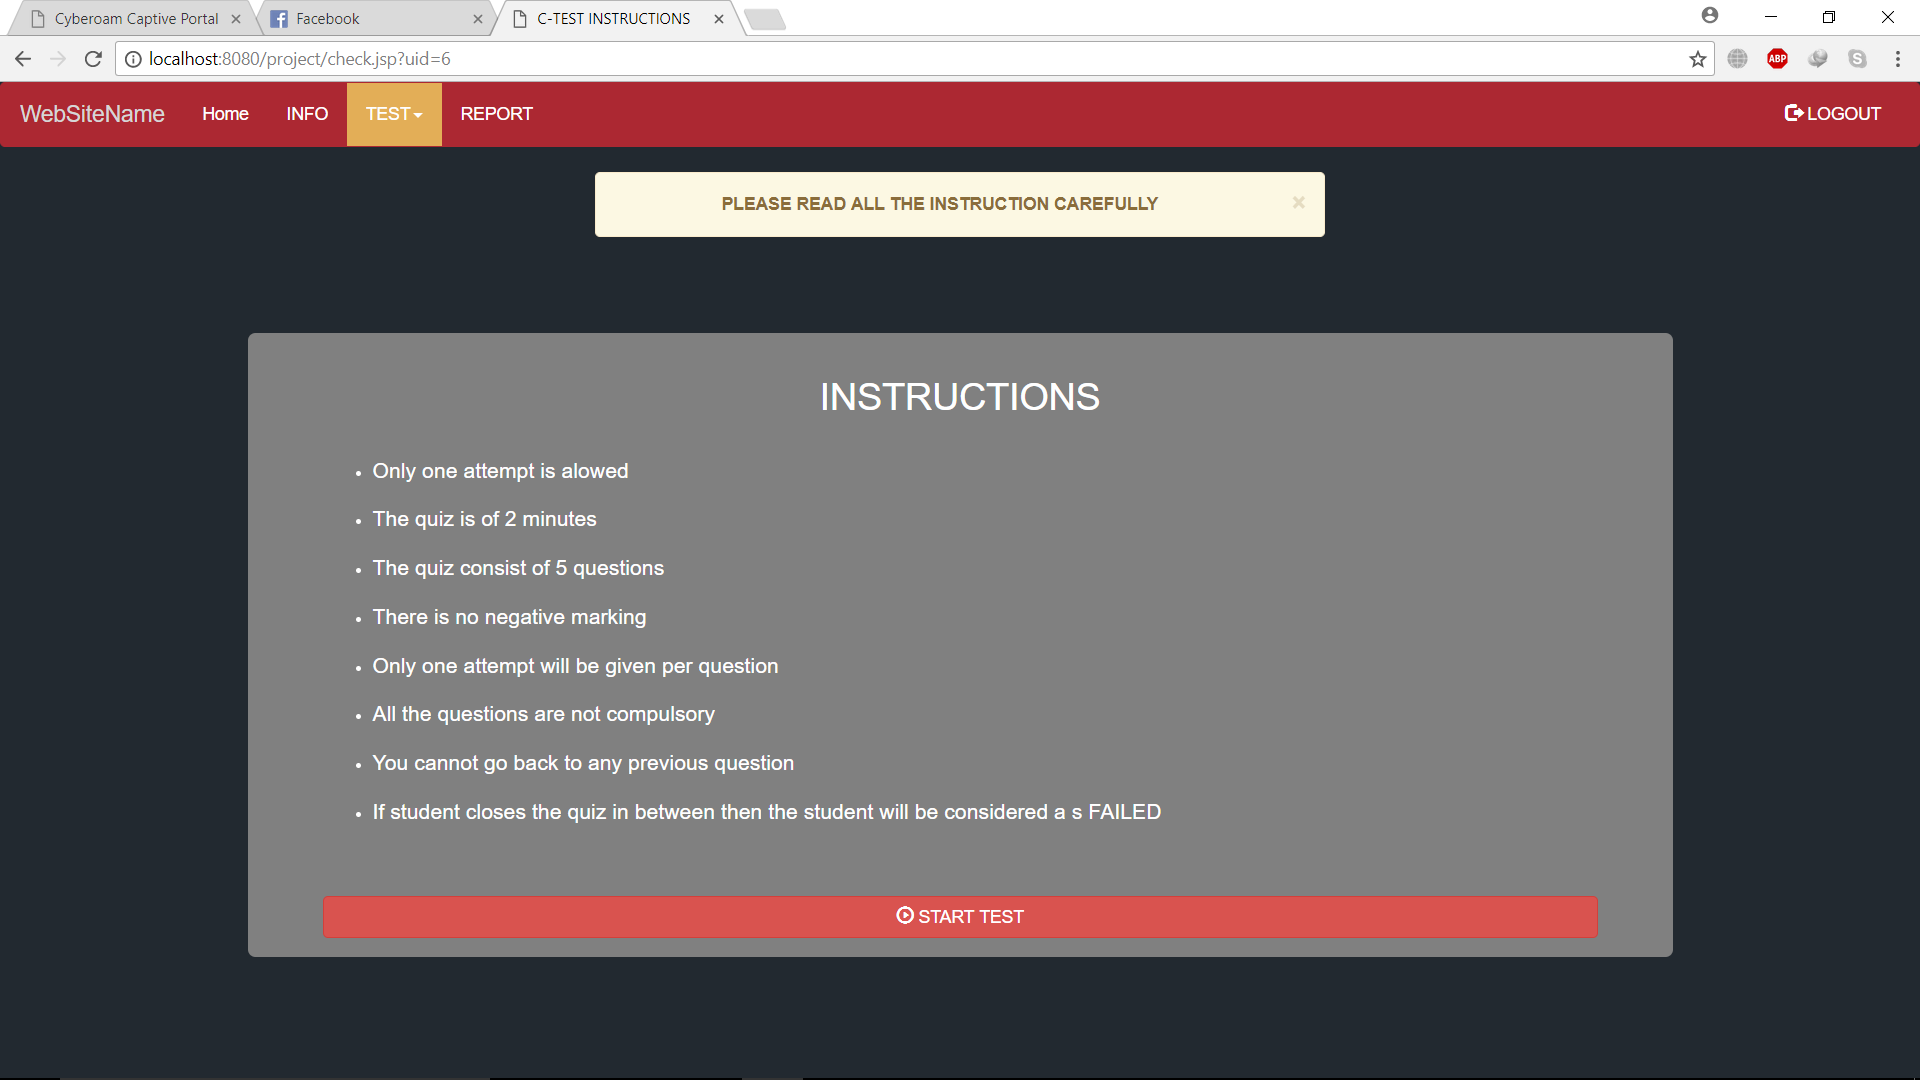 Cyberoam Captive Portal
Facebook
C-TEST INSTRUCTIONS
localhost:8080/project/check.jsp?uid=6
ABP
WebSiteName Home INFO TEST REPORT LOGOUT
PLEASE READ ALL THE INSTRUCTION CAREFULLY ×
INSTRUCTIONS
• Only one attempt is alowed
• The quiz is of 2 minutes
• The quiz consist of 5 questions
• There is no negative marking
• Only one attempt will be given per question
• All the questions are not compulsory
• You cannot go back to any previous question
• If student closes the quiz in between then the student will be considered a s FAILED
START TEST